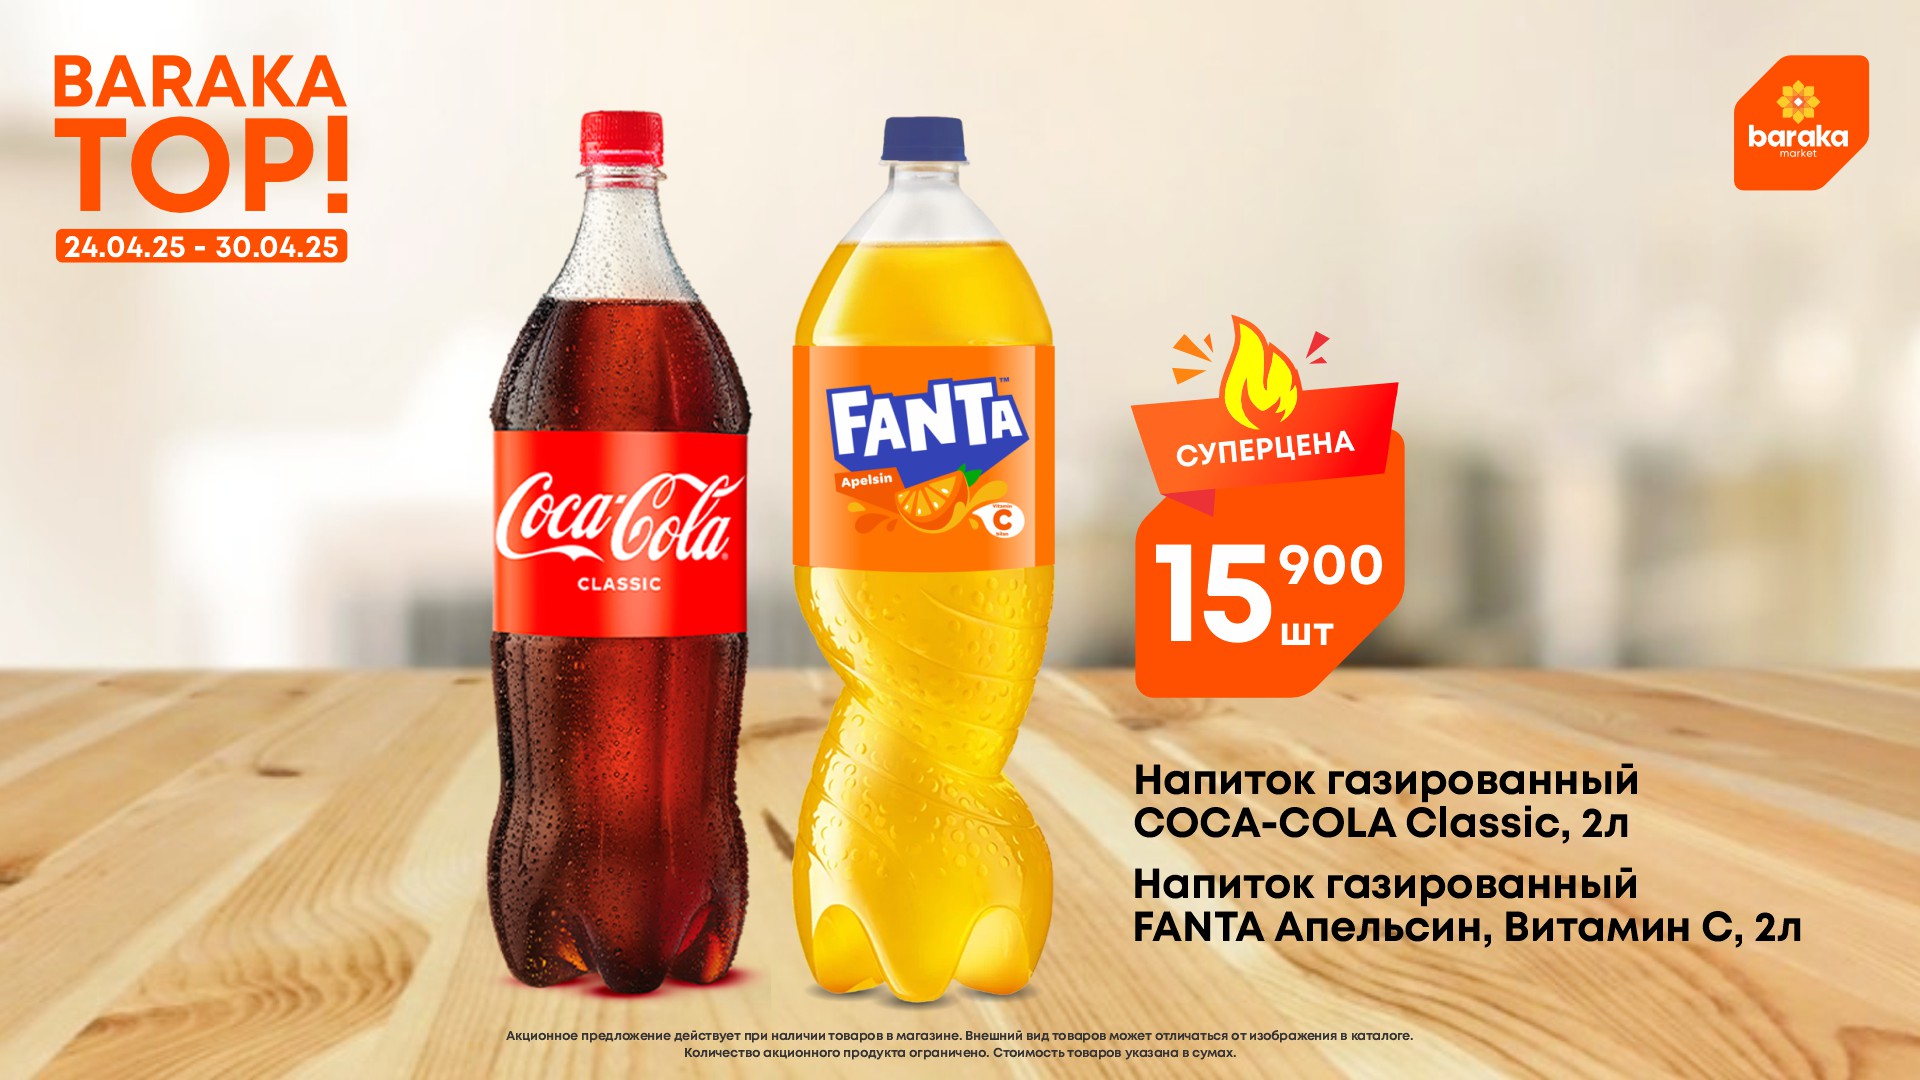 BARAKA
TOP!
24.04.25 - 30.04.25
baraka
market
Coca-Cola
CLASSIC
FANTA™
Apelsin
C
СУПЕРЦЕНА
15 900
шт
Напиток газированный
COCA-COLA Classic, 2л
Напиток газированный
FANTA Апельсин, Витамин C, 2л
Акционное предложение действует при наличии товаров в магазине. Внешний вид товаров может отличаться от изображения в каталоге.
Количество акционного продукта ограничено. Стоимость товаров указана в сумах.